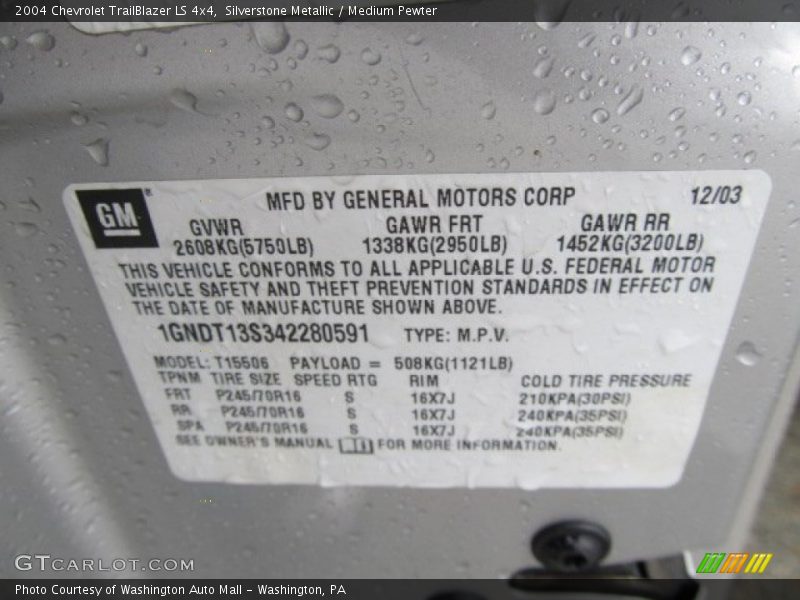 2004 Chevrolet TrailBlazer LS 4x4, Silverstone Metallic / Medium Pewter
GM
MFD BY GENERAL MOTORS CORP 12/03
GVWR GAWR FRT GAWR RR
2608KG(5750LB) 1338KG(2950LB) 1452KG(3200LB)
THIS VEHICLE CONFORMS TO ALL APPLICABLE U.S. FEDERAL MOTOR
VEHICLE SAFETY AND THEFT PREVENTION STANDARDS IN EFFECT ON
THE DATE OF MANUFACTURE SHOWN ABOVE.
1GNDT13S342280591 TYPE: M.P.V.
MODEL: T15506 PAYLOAD = 508KG(1121LB)
TPNM TIRE SIZE SPEED RTG RIM COLD TIRE PRESSURE
FRT P245/70R16 S 16X7J 210KPA(30PSI)
RR P245/70R16 S 16X7J 240KPA(35PSI)
SPA P245/70R16 S 16X7J 240KPA(35PSI)
SEE OWNER'S MANUAL FOR MORE INFORMATION.
GTCARLOT.COM
Photo Courtesy of Washington Auto Mall - Washington, PA